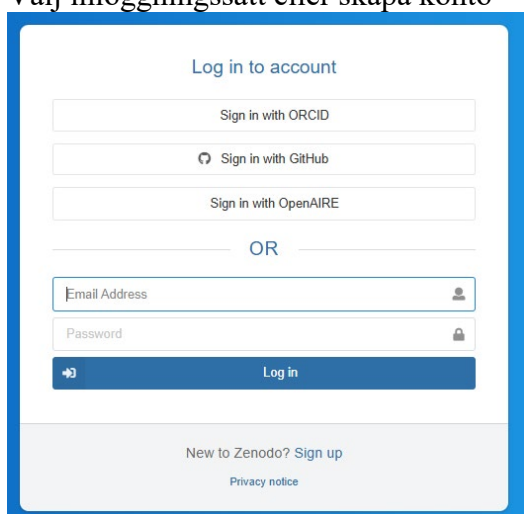 Välj inloggningssätt eller skapa konto
Log in to account
Sign in with ORCID
Sign in with GitHub
Sign in with OpenAIRE
OR
Email Address
Password
Log in
New to Zenodo? Sign up
Privacy notice